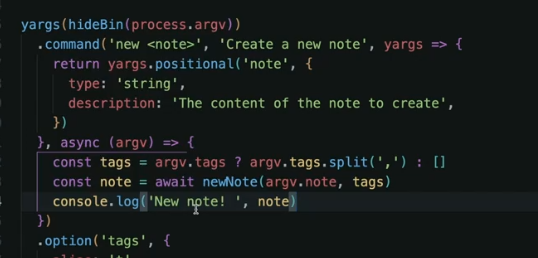 yargs(hideBin(process.argv))
.command('new <note>', 'Create a new note', yargs => {
return yargs.positional('note', {
type: 'string',
description: 'The content of the note to create',
})
}, async (argv) => {
const tags = argv.tags ? argv.tags.split(',') : []
const note = await newNote(argv.note, tags)
console.log('New note! ', note)
})
.option('tags', {